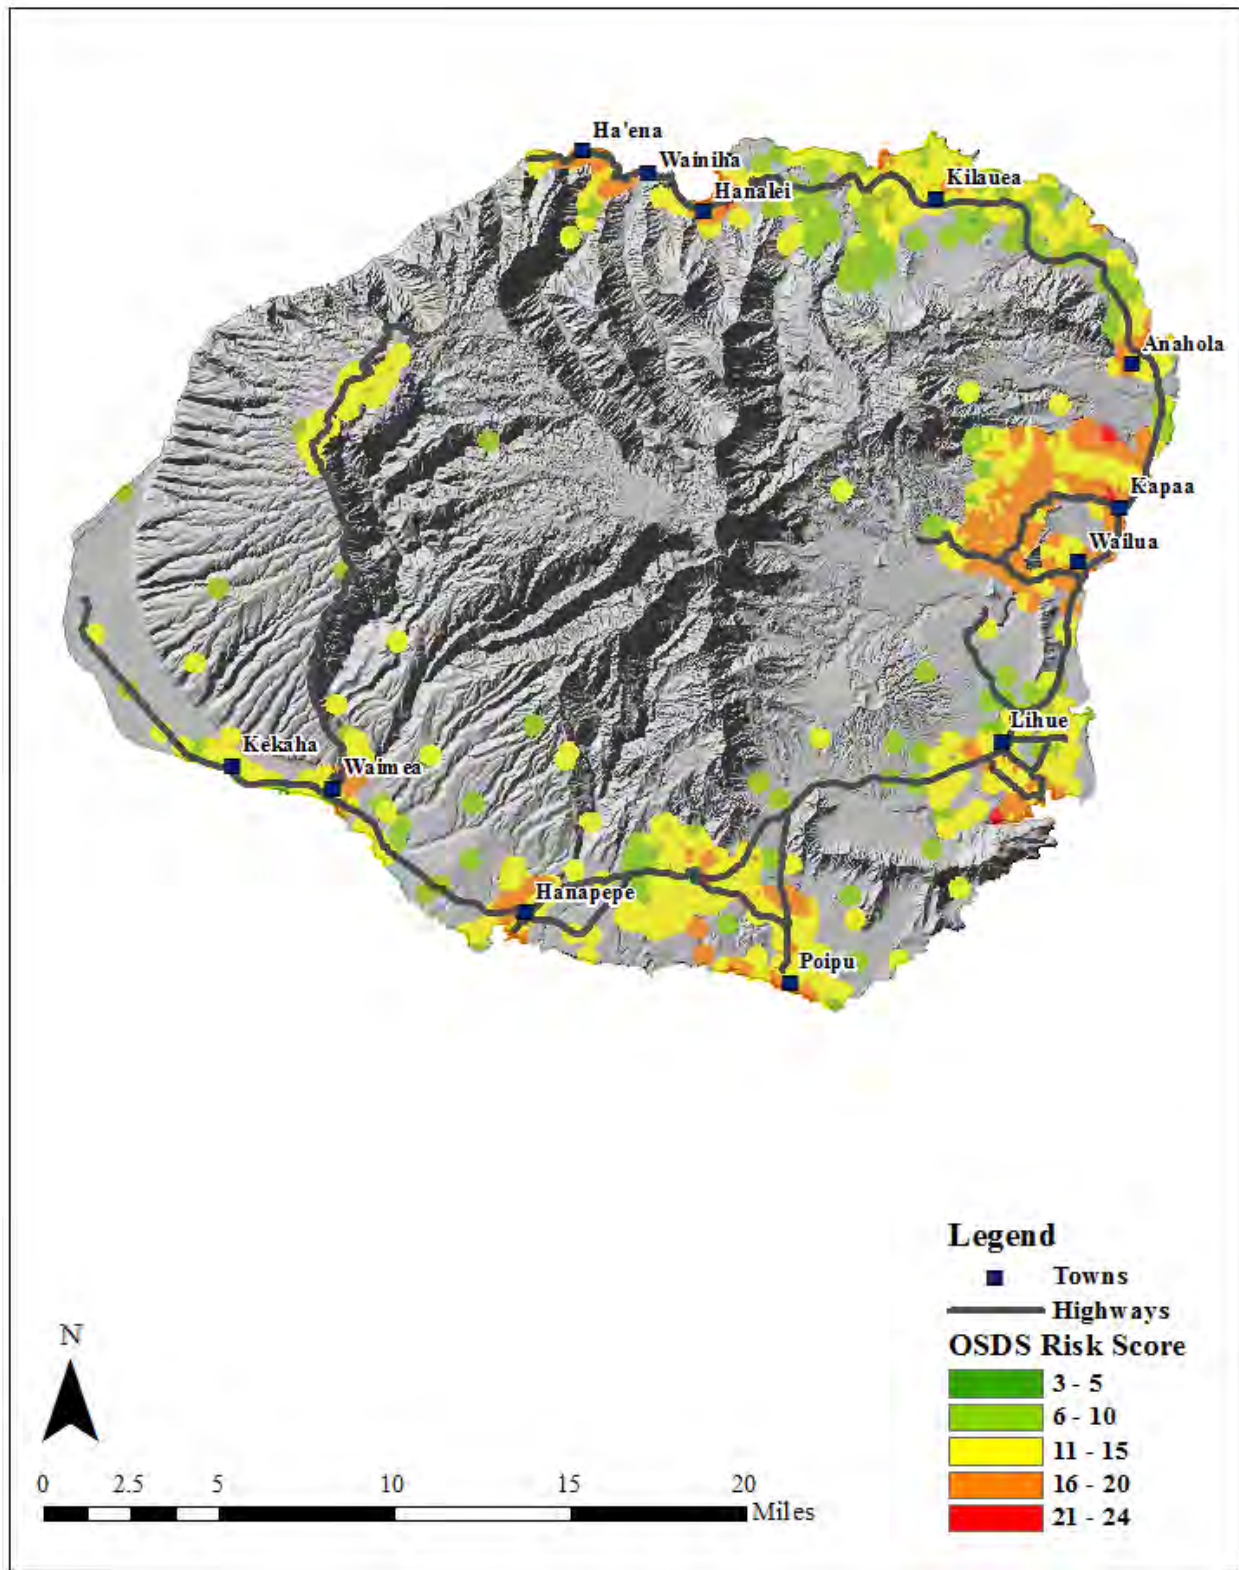 Ha'ena
Wainiha
Hanalei
Kilauea
Anahola
Kapaa
Wailua
Lihue
Kekaha
Waimea
Hanapepe
Poipu
Legend
Towns
Highways
OSDS Risk Score
3 - 5
6 - 10
11 - 15
16 - 20
21 - 24
N
0 2.5 5 10 15 20
Miles